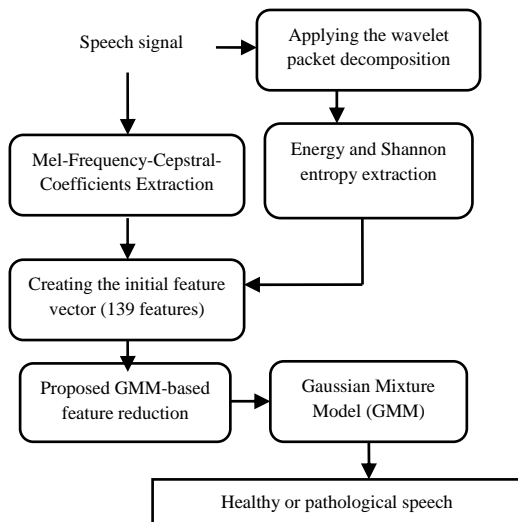 Speech signal
Applying the wavelet
packet decomposition
Mel-Frequency-Cepstral-
Coefficients Extraction
Energy and Shannon
entropy extraction
Creating the initial feature
vector (139 features)
Proposed GMM-based
feature reduction
Gaussian Mixture
Model (GMM)
Healthy or pathological speech